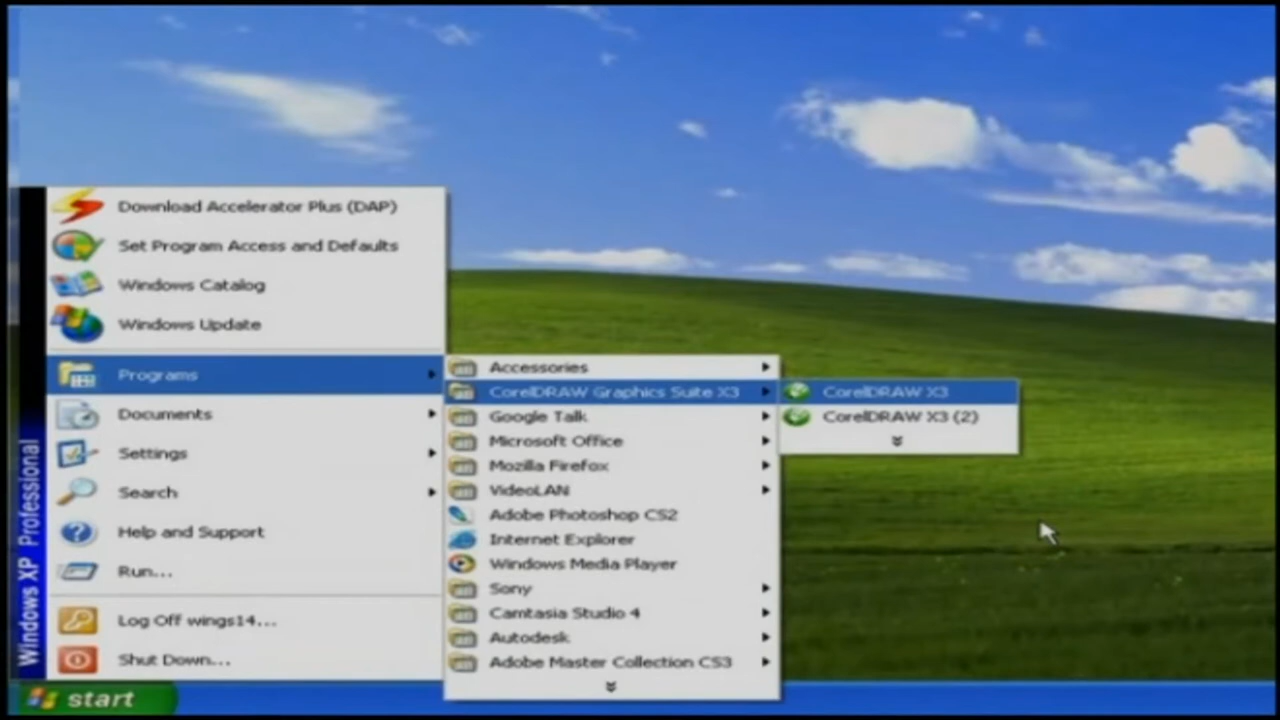 Download Accelerator Plus (DAP)
Set Program Access and Defaults
Windows Catalog
Windows Update
Programs
Documents
Settings
Search
Help and Support
Run...
Log Off wings14...
Shut Down...
Windows XP Professional
start
Accessories
CorelDRAW Graphics Suite X3
Google Talk
Microsoft Office
Mozilla Firefox
VideoLAN
Adobe Photoshop CS2
Internet Explorer
Windows Media Player
Sony
Camtasia Studio 4
Autodesk
Adobe Master Collection CS3
CorelDRAW X3
CorelDRAW X3 (2)